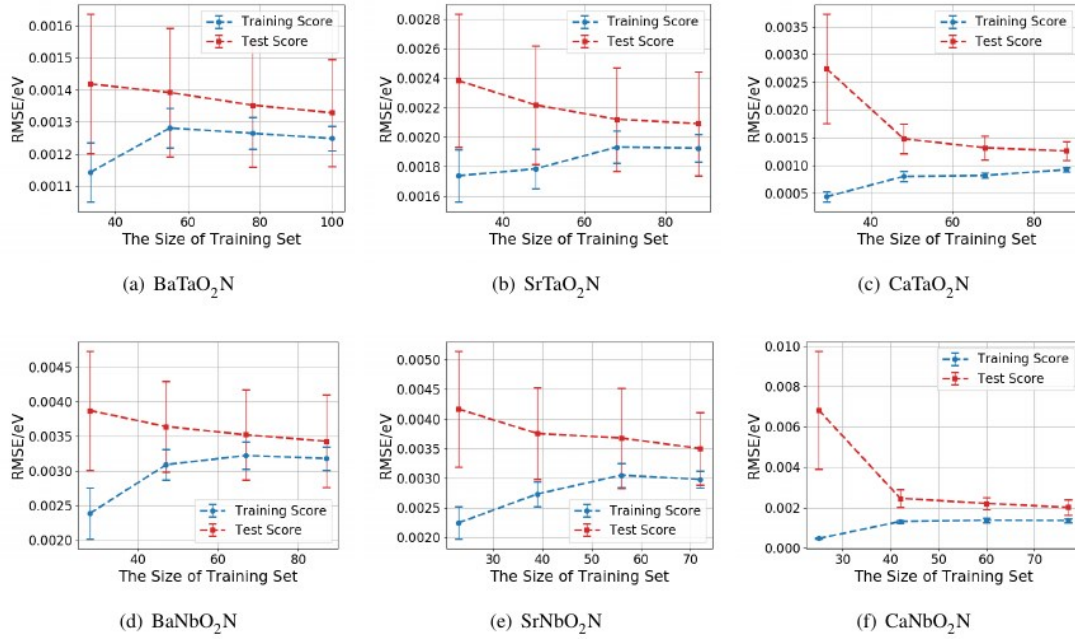 0.0016
0.0015
0.0014
0.0013
0.0012
0.0011
RMSE/eV
Training Score
Test Score
40 60 80 100
The Size of Training Set
(a) BaTaO₂N
0.0028
0.0026
0.0024
0.0022
0.0020
0.0018
0.0016
RMSE/eV
Training Score
Test Score
40 60 80
The Size of Training Set
(b) SrTaO₂N
0.0035
0.0030
0.0025
0.0020
0.0015
0.0010
0.0005
RMSE/eV
Training Score
Test Score
40 60 80
The Size of Training Set
(c) CaTaO₂N
0.0045
0.0040
0.0035
0.0030
0.0025
0.0020
RMSE/eV
Training Score
Test Score
40 60 80
The Size of Training Set
(d) BaNbO₂N
0.0050
0.0045
0.0040
0.0035
0.0030
0.0025
0.0020
RMSE/eV
Training Score
Test Score
30 40 50 60 70
The Size of Training Set
(e) SrNbO₂N
0.010
0.008
0.006
0.004
0.002
0.000
RMSE/eV
Training Score
Test Score
30 40 50 60 70
The Size of Training Set
(f) CaNbO₂N